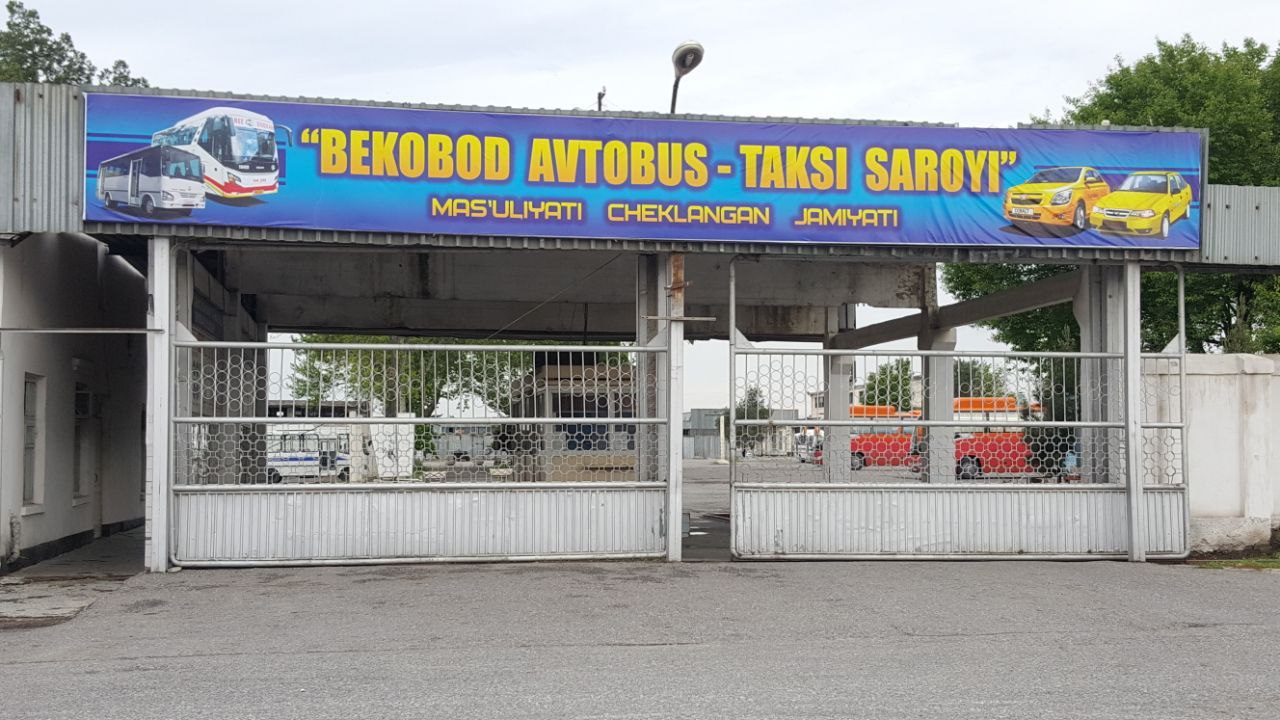 “BEKOBOD AVTOBUS - TAKSI SAROYI”
MAS'ULIYATI CHEKLANGAN JAMIYATI